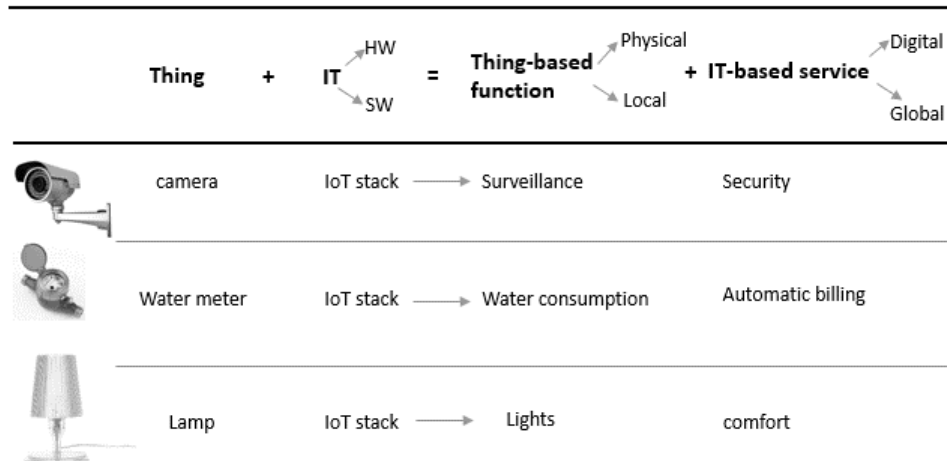 HW
Physical
Digital
Thing + IT = Thing-based function + IT-based service
SW
Local
Global
camera IoT stack Surveillance Security
Water meter IoT stack Water consumption Automatic billing
Lamp IoT stack Lights comfort